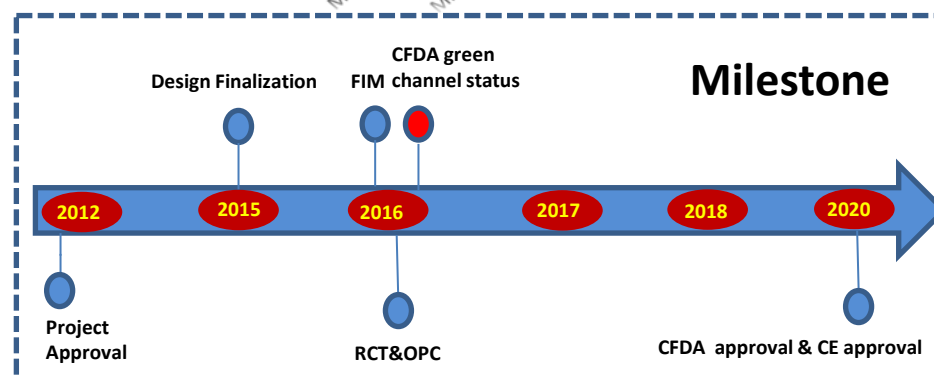 CFDA green
Design Finalization
FIM channel status
Milestone
2012
2015
2016
2017
2018
2020
Project
Approval
RCT&OPC
CFDA approval & CE approval